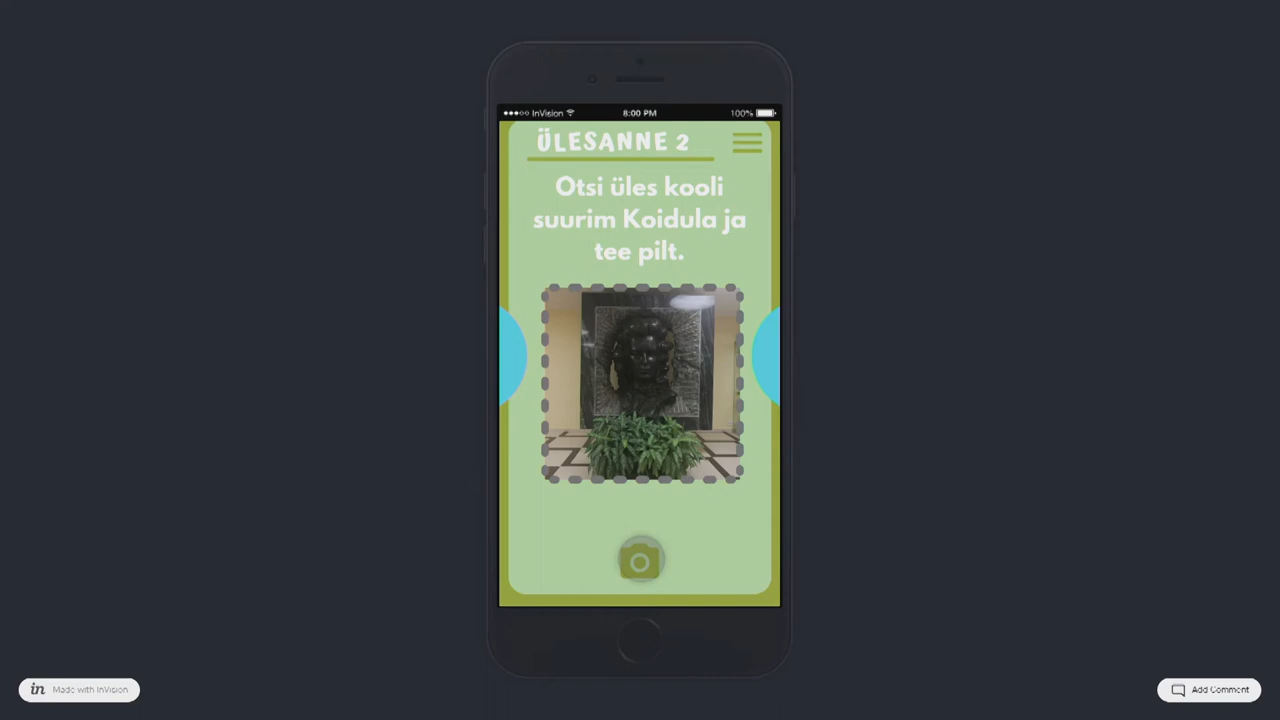 InVision 8:00 PM 100%
ÜLESANNE 2
Otsi üles kooli
suurim Koidula ja
tee pilt.
in Made with InVision
Add Comment